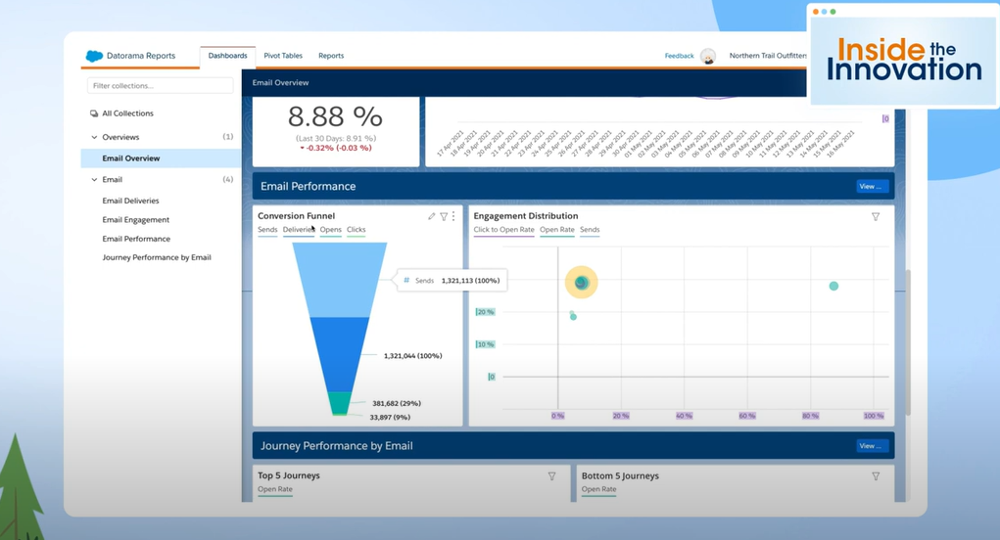 Inside the
Innovation
Datorama Reports
Dashboards
Pivot Tables
Reports
Feedback
Northern Trail Outfitters
Filter collections...
All Collections
Overviews (1)
Email Overview
Email (4)
Email Deliveries
Email Engagement
Email Performance
Journey Performance by Email
Email Overview
8.88 %
(Last 30 Days: 8.91 %)
-0.32% (-0.03 %)
0
17 Apr 2021
18 Apr 2021
19 Apr 2021
20 Apr 2021
21 Apr 2021
22 Apr 2021
23 Apr 2021
24 Apr 2021
25 Apr 2021
26 Apr 2021
27 Apr 2021
28 Apr 2021
29 Apr 2021
30 Apr 2021
01 May 2021
02 May 2021
03 May 2021
04 May 2021
05 May 2021
06 May 2021
07 May 2021
08 May 2021
09 May 2021
10 May 2021
11 May 2021
12 May 2021
13 May 2021
14 May 2021
15 May 2021
16 May 2021
Email Performance
View ...
Conversion Funnel
Sends Deliveries Opens Clicks
# Sends 1,321,113 (100%)
1,321,044 (100%)
381,682 (29%)
33,897 (9%)
Engagement Distribution
Click to Open Rate Open Rate Sends
20 %
10 %
0
0 % 20 % 40 % 60 % 80 % 100 %
Journey Performance by Email
View ...
Top 5 Journeys
Open Rate
Bottom 5 Journeys
Open Rate